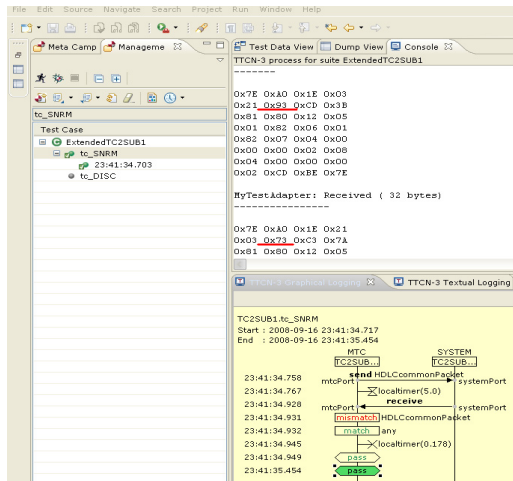 File Edit Source Navigate Search Project Run Window Help
Meta Camp Manageme
Test Data View Dump View Console
TTCN-3 process for suite ExtendedTC2SUB1
-------
0x7E 0xA0 0x1E 0x03
0x21 0x93 0xCD 0x3B
0x81 0x80 0x12 0x05
0x01 0x82 0x06 0x01
0x82 0x07 0x04 0x00
0x00 0x00 0x02 0x08
0x04 0x00 0x00 0x00
0x02 0xCD 0xBE 0x7E
MyTestAdapter: Received ( 32 bytes)
----------------
0x7E 0xA0 0x1E 0x21
0x03 0x73 0xC3 0x7A
0x81 0x80 0x12 0x05
tc_SNRM
Test Case
ExtendedTC2SUB1
tc_SNRM
23:41:34.703
tc_DISC
TTCN-3 Graphical Logging TTCN-3 Textual Logging
TC2SUB1.tc_SNRM
Start : 2008-09-16 23:41:34.717
End : 2008-09-16 23:41:35.454
MTC SYSTEM
TC2SUB... TC2SUB...
23:41:34.758 mtcPort send HDLCcommonPacket systemPort
23:41:34.767 localtimer(5.0)
23:41:34.928 mtcPort receive systemPort
23:41:34.931 mismatch HDLCcommonPacket
23:41:34.932 match any
23:41:34.945 localtimer(0.178)
23:41:34.949 pass
23:41:35.454 pass